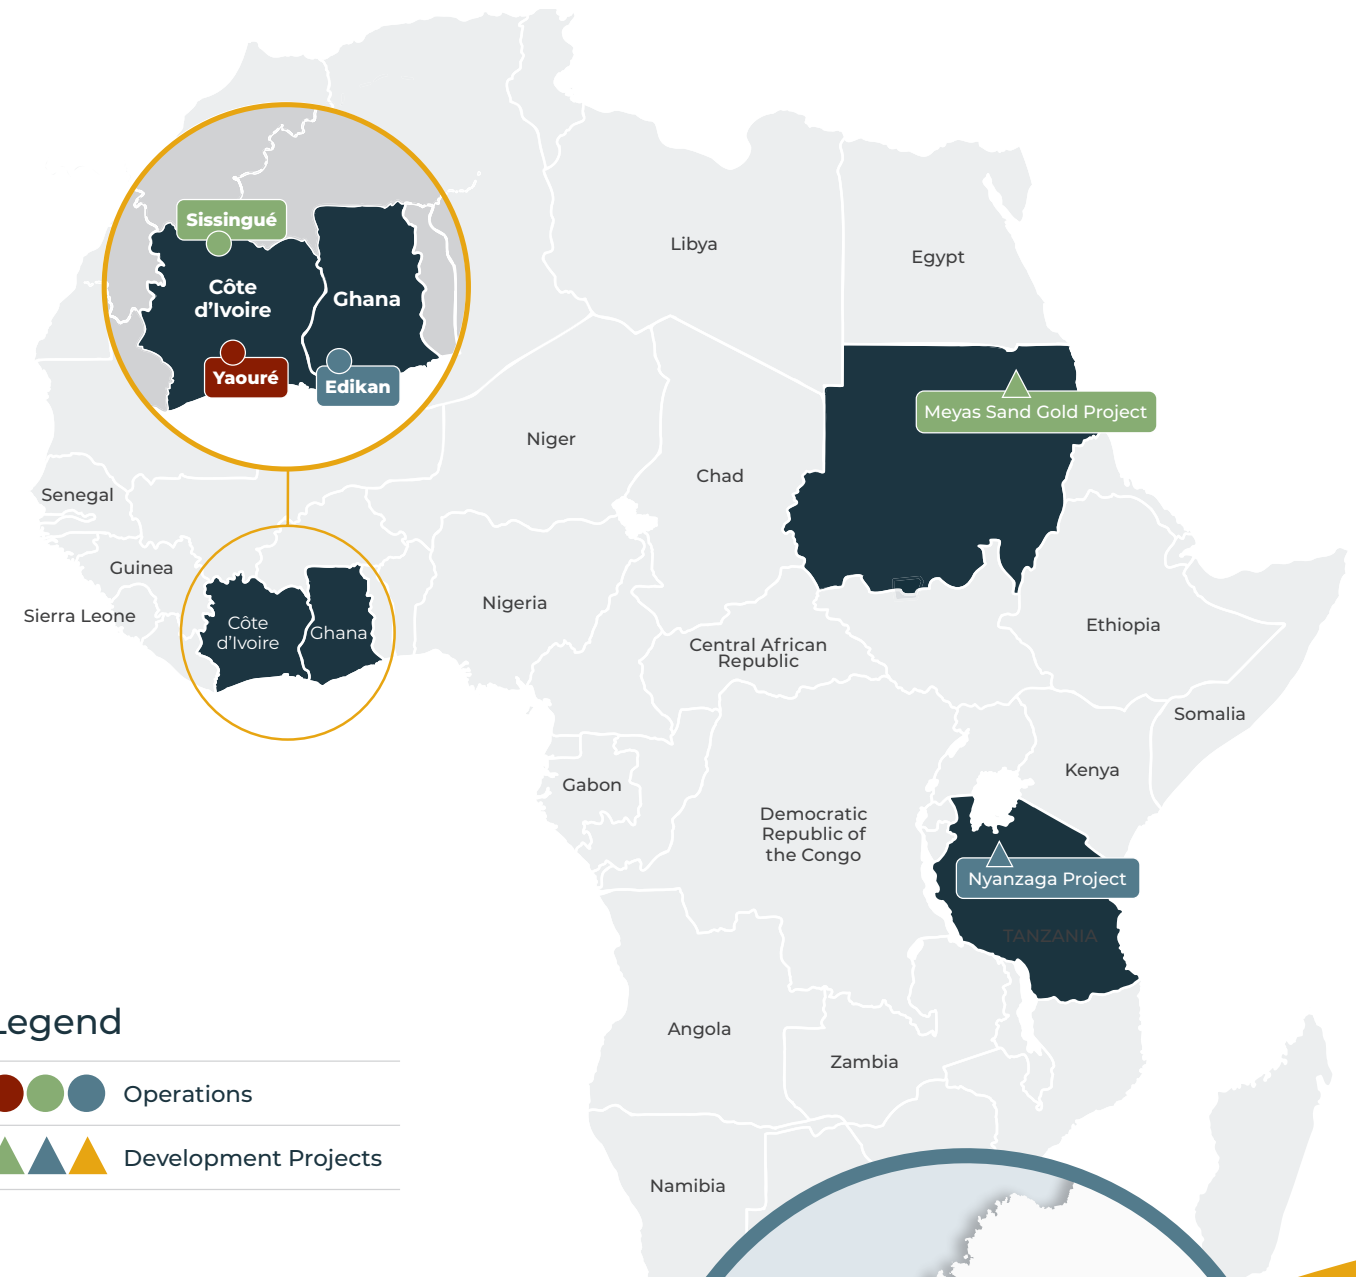 Libya
Egypt
Sissingué
Côte
d'Ivoire
Ghana
Yaouré
Edikan
Meyas Sand Gold Project
Niger
Chad
Senegal
Guinea
Sierra Leone
Côte
d'Ivoire
Ghana
Nigeria
Central African
Republic
Ethiopia
Somalia
Kenya
Gabon
Democratic
Republic of
the Congo
Nyanzaga Project
TANZANIA
Angola
Zambia
Namibia
Legend
Operations
Development Projects